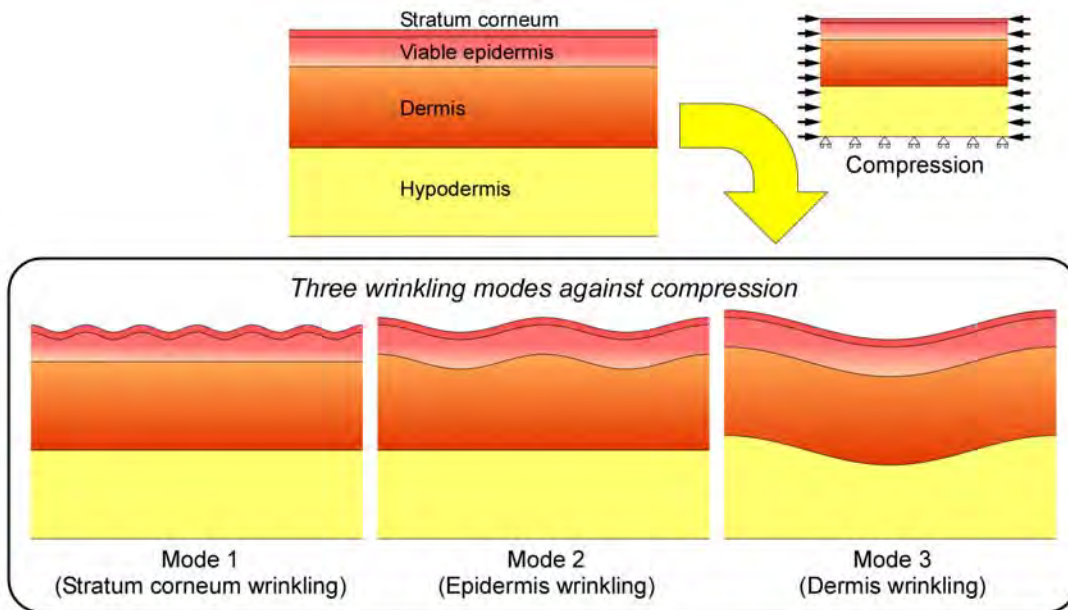 Stratum corneum
Viable epidermis
Dermis
Hypodermis
Compression
Three wrinkling modes against compression
Mode 1
(Stratum corneum wrinkling)
Mode 2
(Epidermis wrinkling)
Mode 3
(Dermis wrinkling)